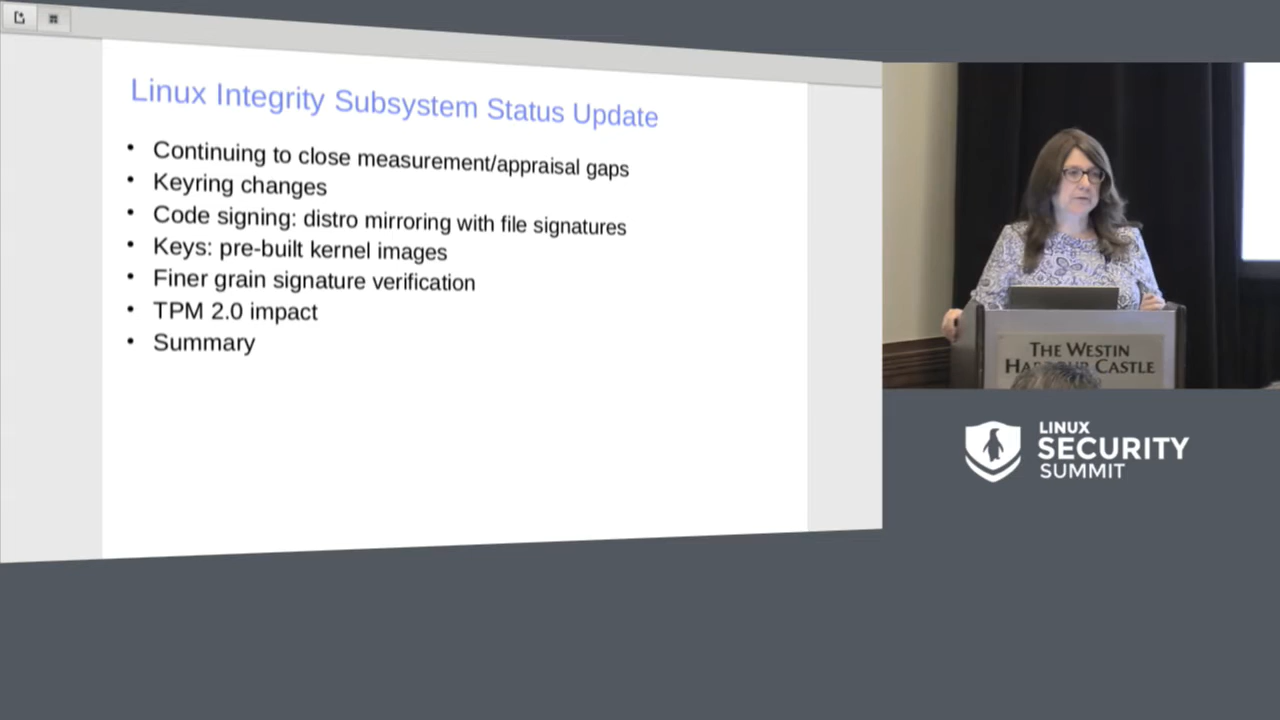 Linux Integrity Subsystem Status Update
• Continuing to close measurement/appraisal gaps
• Keyring changes
• Code signing: distro mirroring with file signatures
• Keys: pre-built kernel images
• Finer grain signature verification
• TPM 2.0 impact
• Summary
THE WESTIN
HARBOUR CASTLE
LINUX
SECURITY
SUMMIT